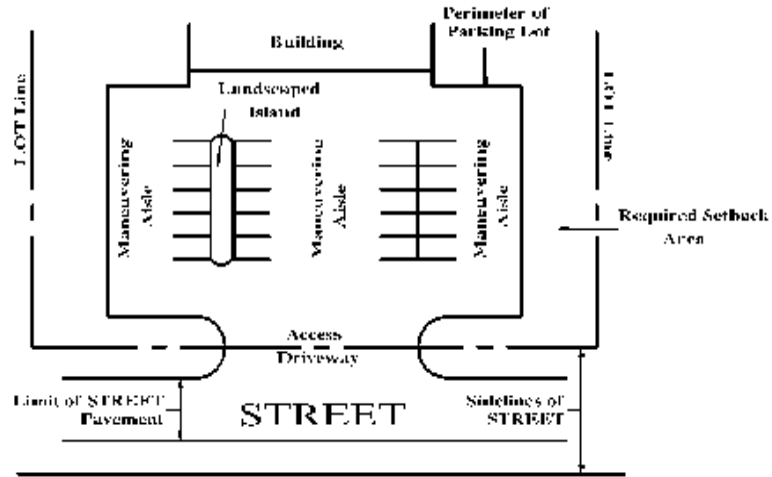 Perimeter of
Parking Lot
Building
Landscaped
Island
LOT Line
LOT Line
Maneuvering
Aisle
Maneuvering
Aisle
Maneuvering
Aisle
Required Setback
Area
Access
Driveway
Limit of STREET
Pavement
STREET
Sidelines of
STREET